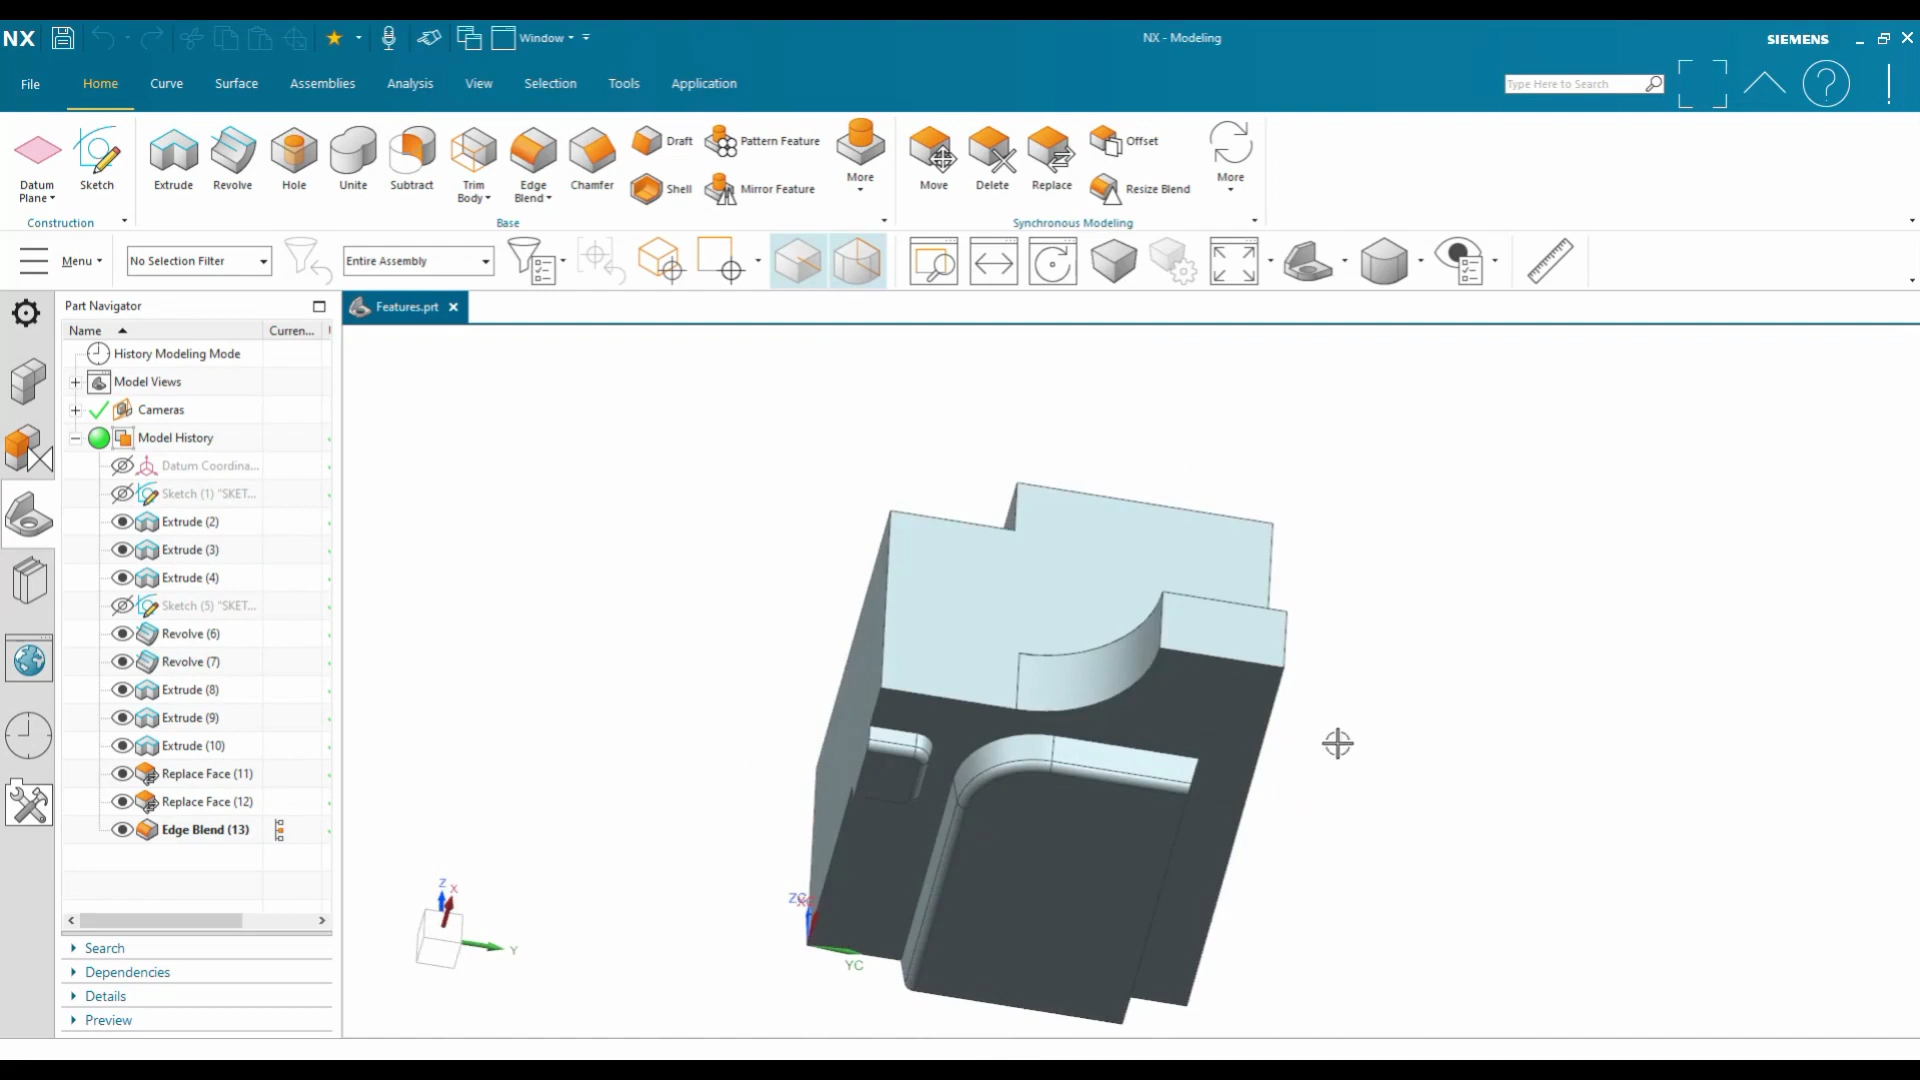 NX Window NX - Modeling SIEMENS
File Home Curve Surface Assemblies Analysis View Selection Tools Application Type Here to Search
Datum Plane Sketch Extrude Revolve Hole Unite Subtract Trim Body Edge Blend Chamfer Draft Shell Pattern Feature Mirror Feature More Move Delete Replace Offset Resize Blend More
Construction Base Synchronous Modeling
Menu No Selection Filter Entire Assembly
Part Navigator
Features.prt
Name Curren...
History Modeling Mode
Model Views
Cameras
Model History
Datum Coordina...
Sketch (1) "SKET...
Extrude (2)
Extrude (3)
Extrude (4)
Sketch (5) "SKET...
Revolve (6)
Revolve (7)
Extrude (8)
Extrude (9)
Extrude (10)
Replace Face (11)
Replace Face (12)
Edge Blend (13)
Search
Dependencies
Details
Preview
Z X
Y
YC